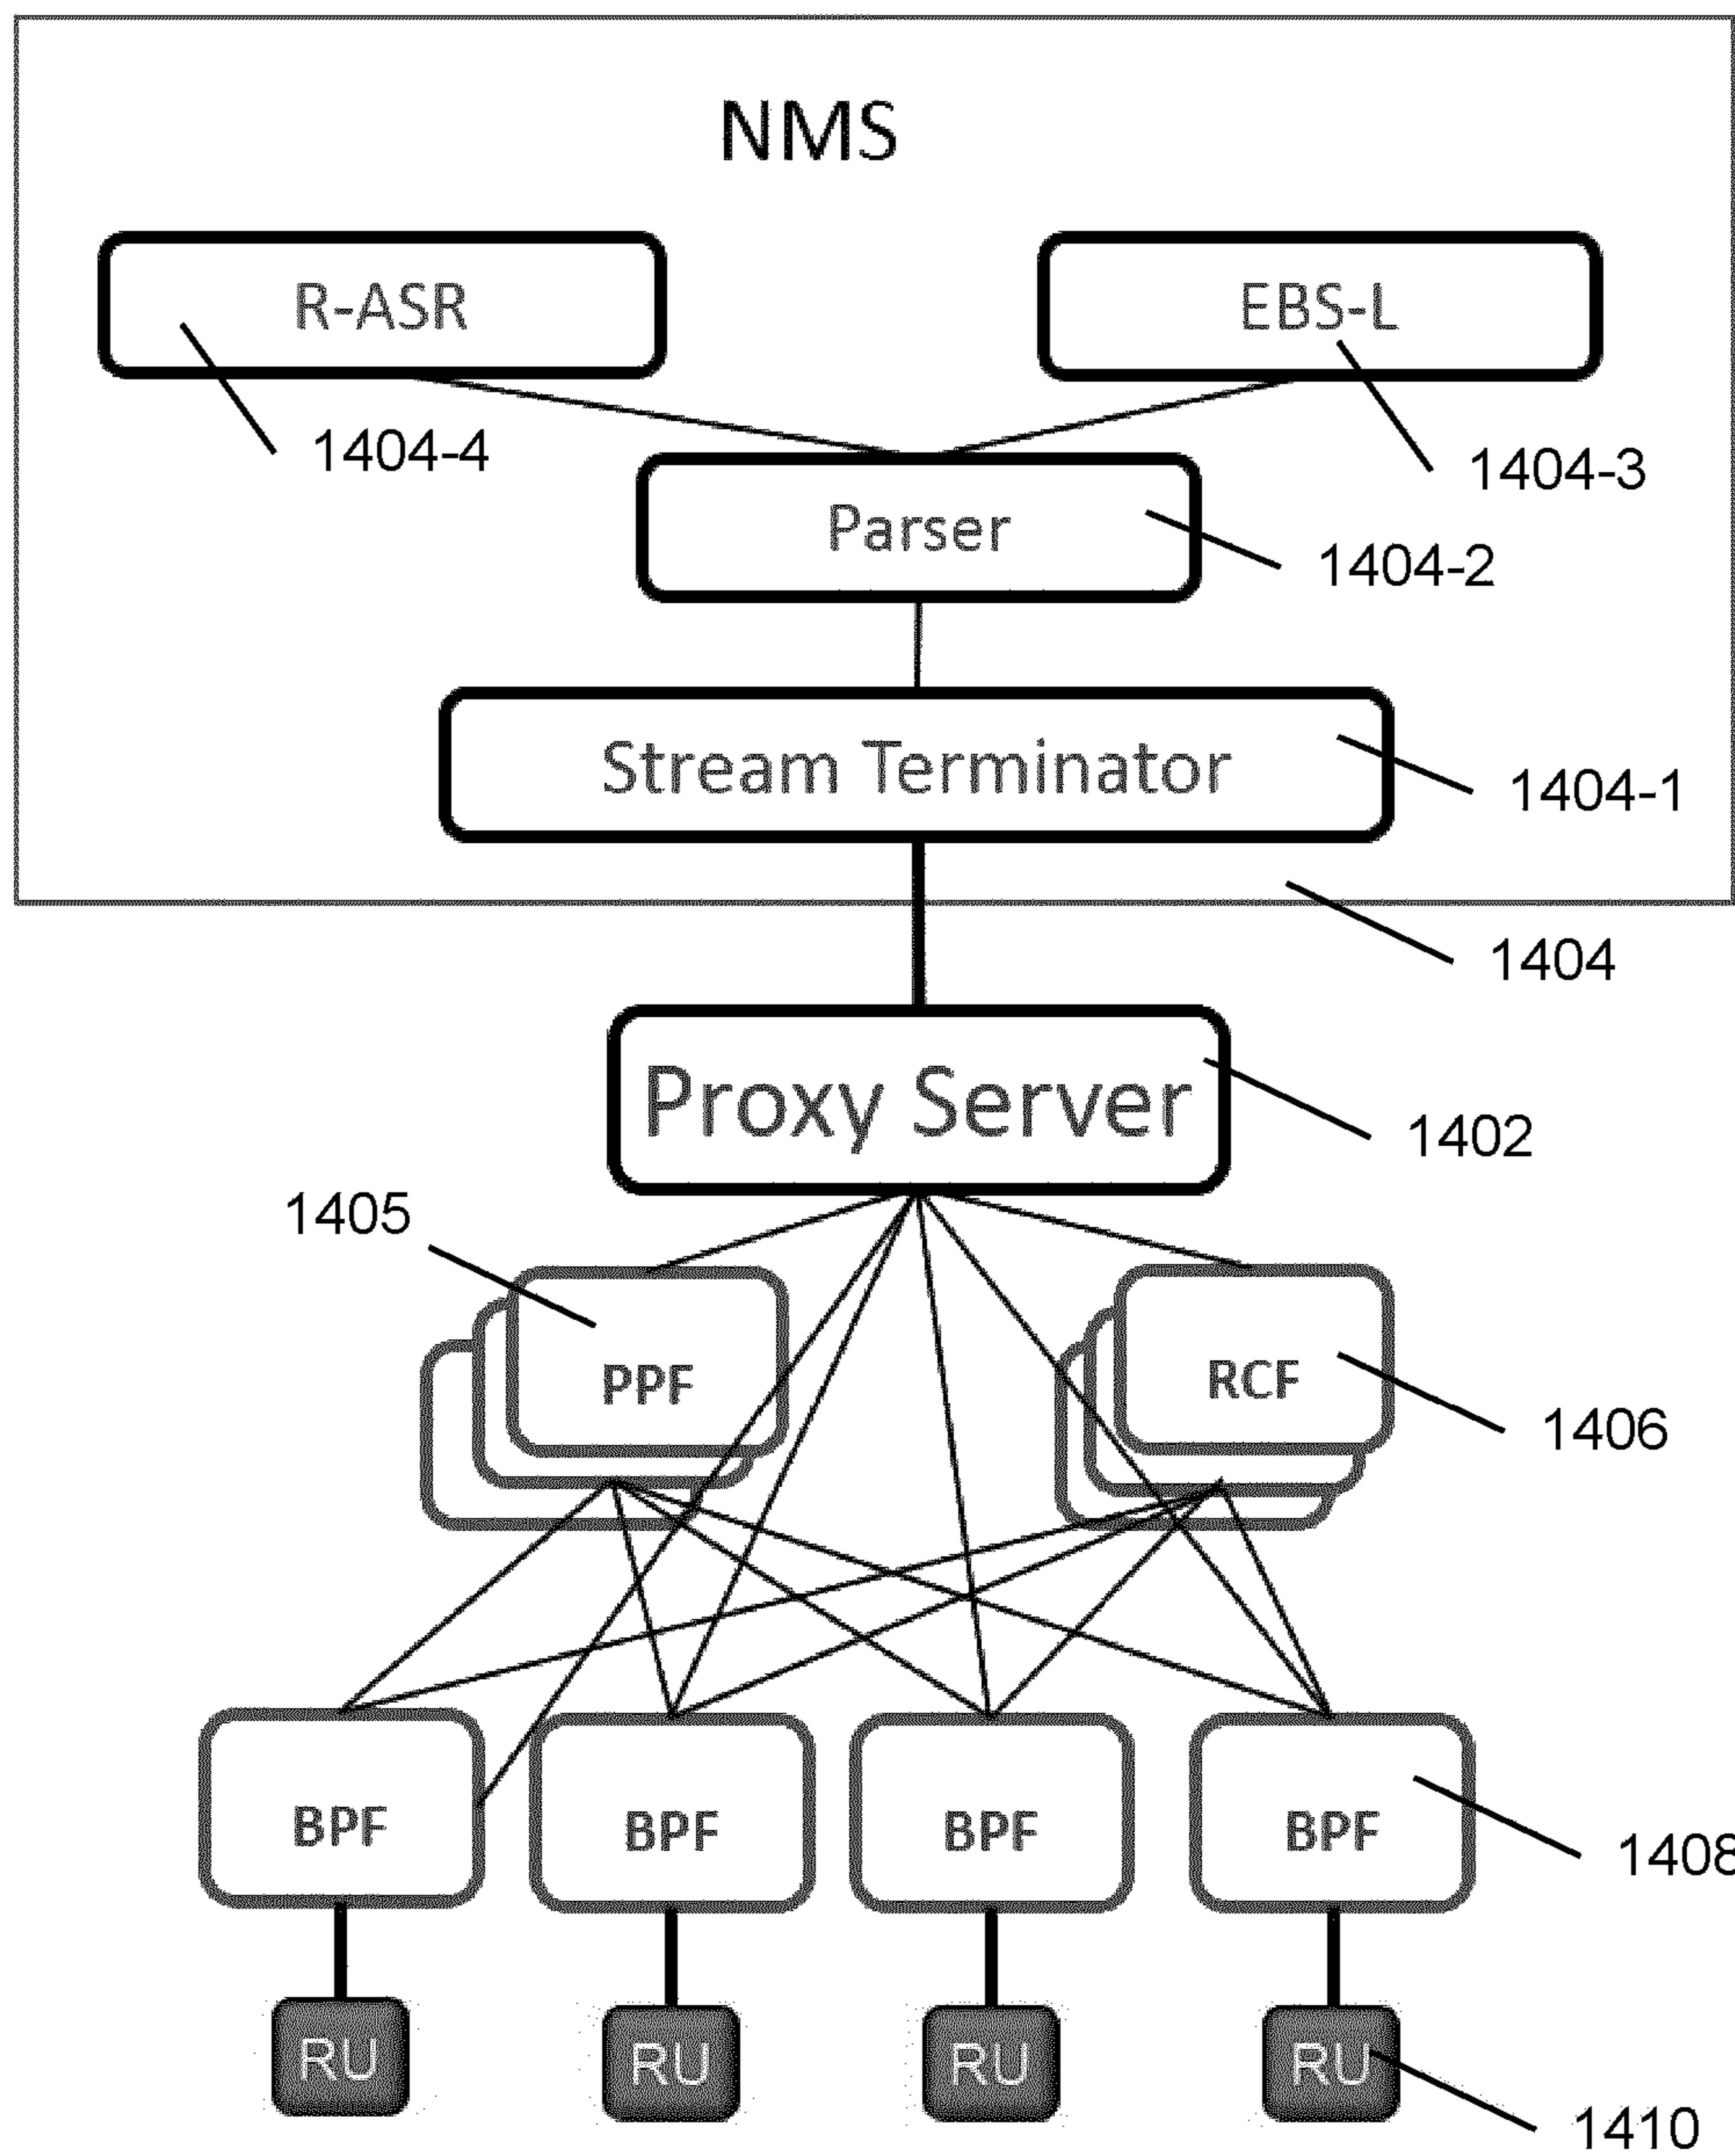 NMS
R-ASR
EBS-L
1404-4
1404-3
Parser
1404-2
Stream Terminator
1404-1
1404
Proxy Server
1402
1405
PPF
RCF
1406
BPF
BPF
BPF
BPF
1408
RU
RU
RU
RU
1410